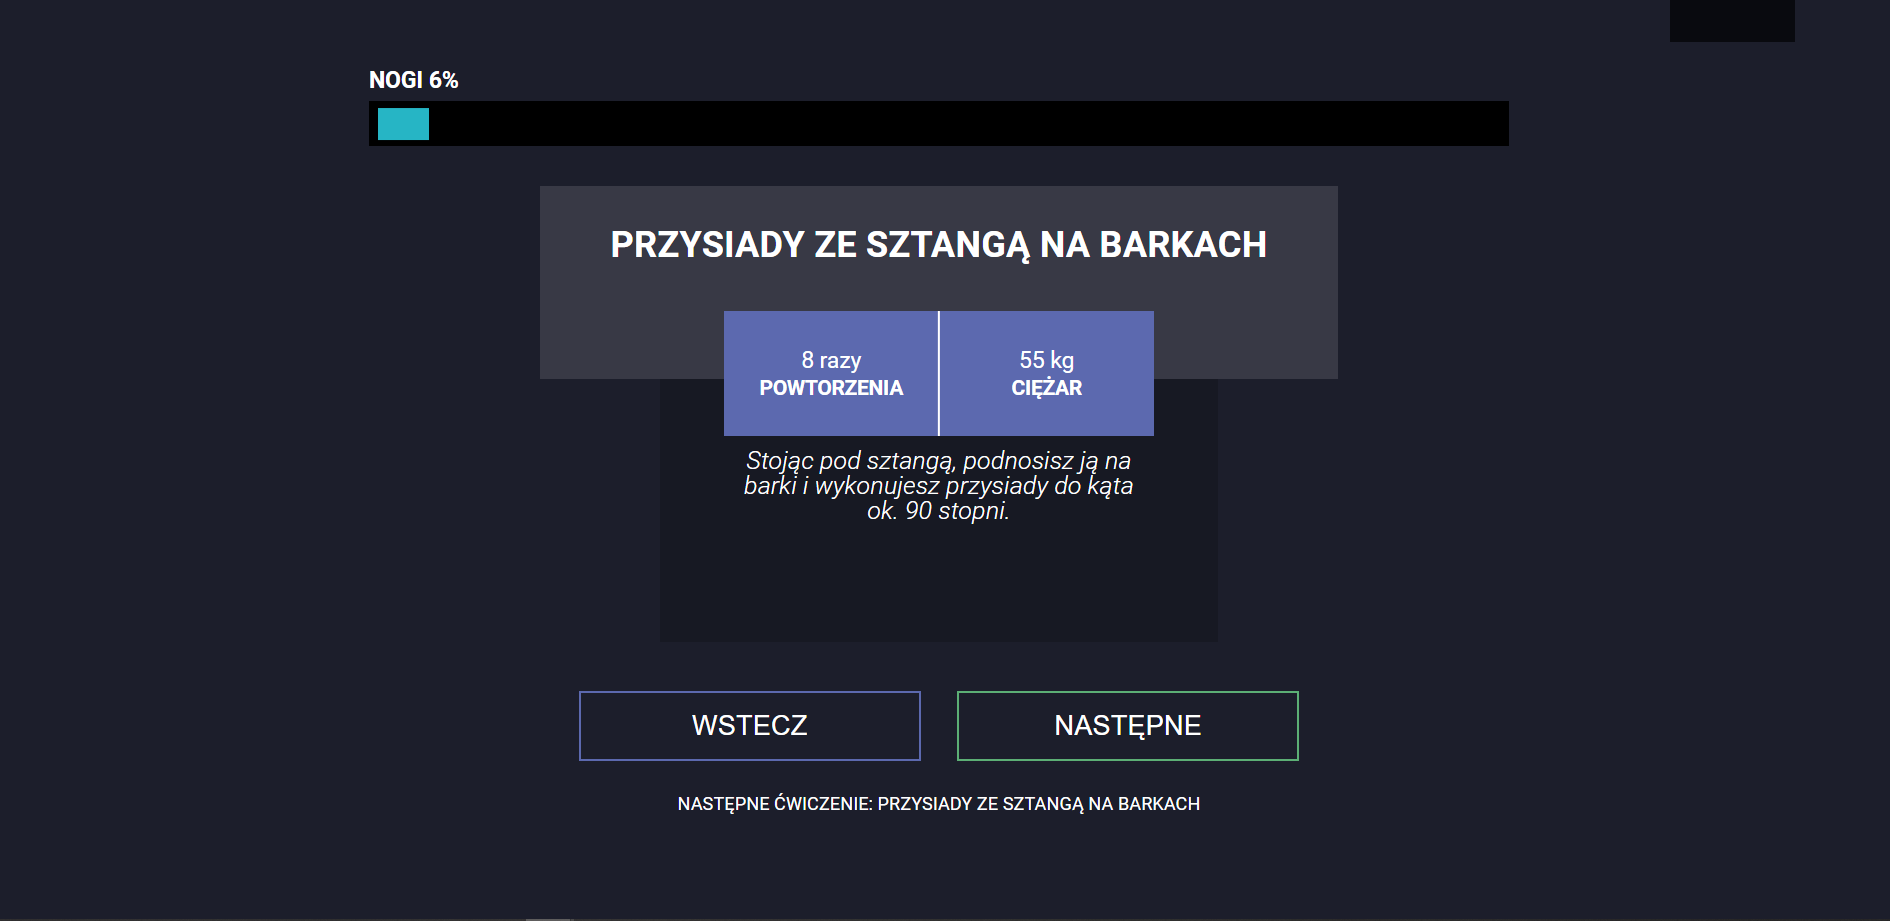 NOGI 6%
PRZYSIADY ZE SZTANGĄ NA BARKACH
8 razy
POWTORZENIA
55 kg
CIĘŻAR
Stojąc pod sztangą, podnosisz ją na
barki i wykonujesz przysiady do kąta
ok. 90 stopni.
WSTECZ
NASTĘPNE
NASTĘPNE ĆWICZENIE: PRZYSIADY ZE SZTANGĄ NA BARKACH